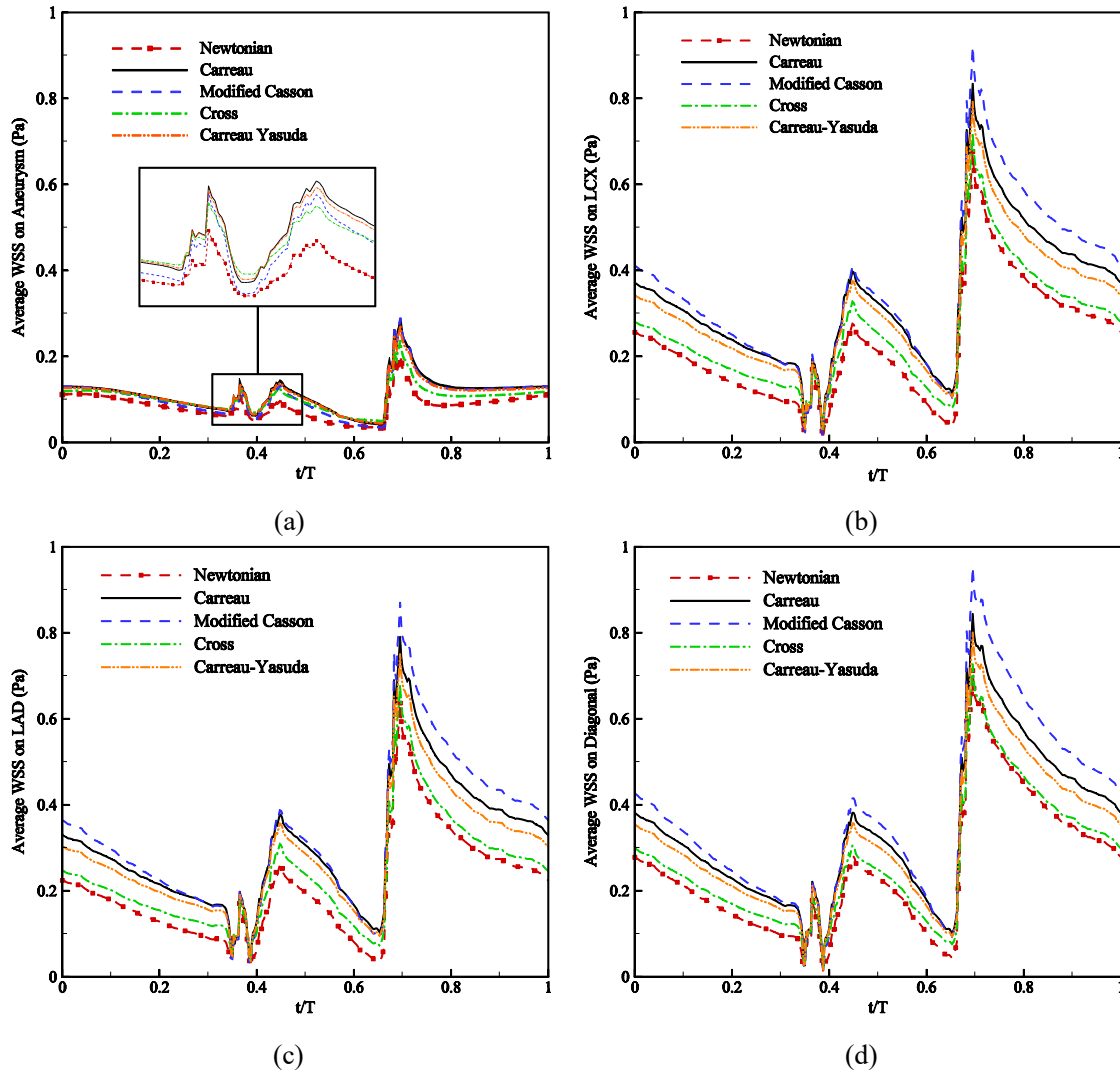 Average WSS on Aneurysm (Pa)
1
0.8
0.6
0.4
0.2
0
Newtonian
Carreau
Modified Casson
Cross
Carreau Yasuda
0 0.2 0.4 0.6 0.8 1
t/T
(a)
Average WSS on LCX (Pa)
1
0.8
0.6
0.4
0.2
0
Newtonian
Carreau
Modified Casson
Cross
Carreau-Yasuda
0 0.2 0.4 0.6 0.8 1
t/T
(b)
Average WSS on LAD (Pa)
1
0.8
0.6
0.4
0.2
0
Newtonian
Carreau
Modified Casson
Cross
Carreau-Yasuda
0 0.2 0.4 0.6 0.8 1
t/T
(c)
Average WSS on Diagonal (Pa)
1
0.8
0.6
0.4
0.2
0
Newtonian
Carreau
Modified Casson
Cross
Carreau-Yasuda
0 0.2 0.4 0.6 0.8 1
t/T
(d)